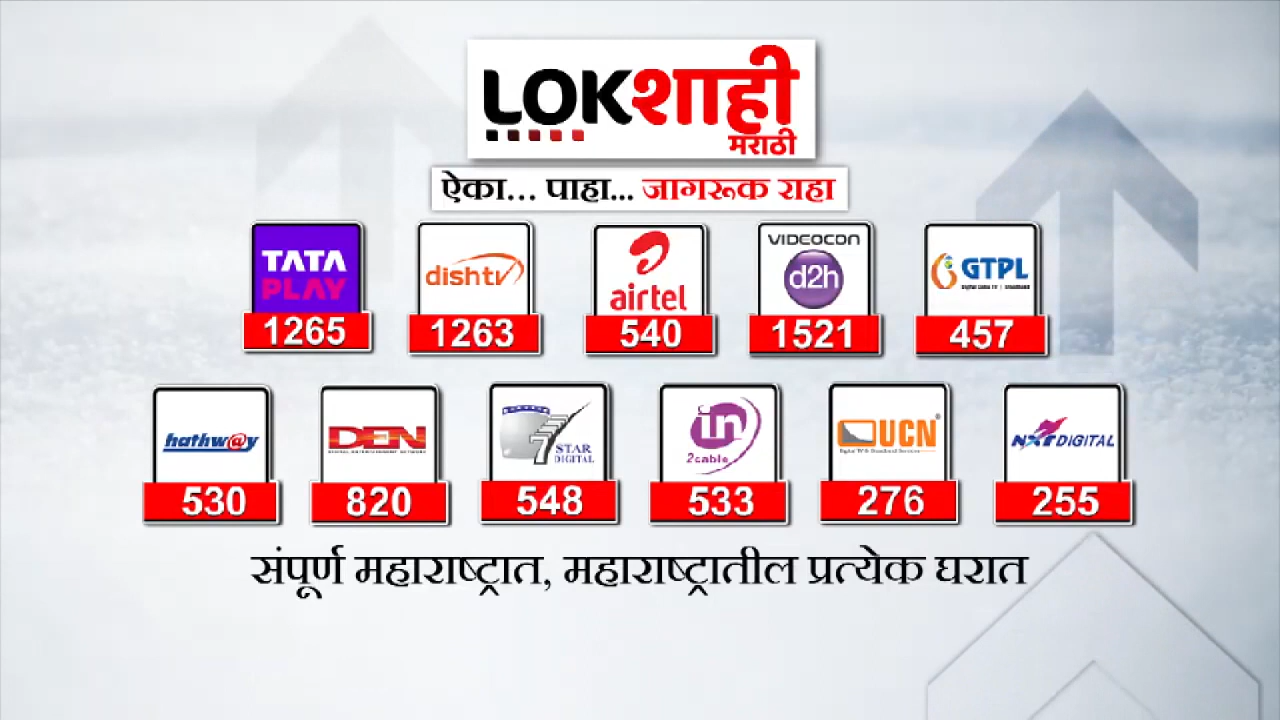 LOKशाही
मराठी
ऐका... पाहा... जागरूक राहा
TATA PLAY
dishtv
airtel
VIDEOCON d2h
GTPL
1265
1263
540
1521
457
hathw@y
DEN
7 STAR DIGITAL
in 2cable
UCN
NXT DIGITAL
530
820
548
533
276
255
संपूर्ण महाराष्ट्रात, महाराष्ट्रातील प्रत्येक घरात